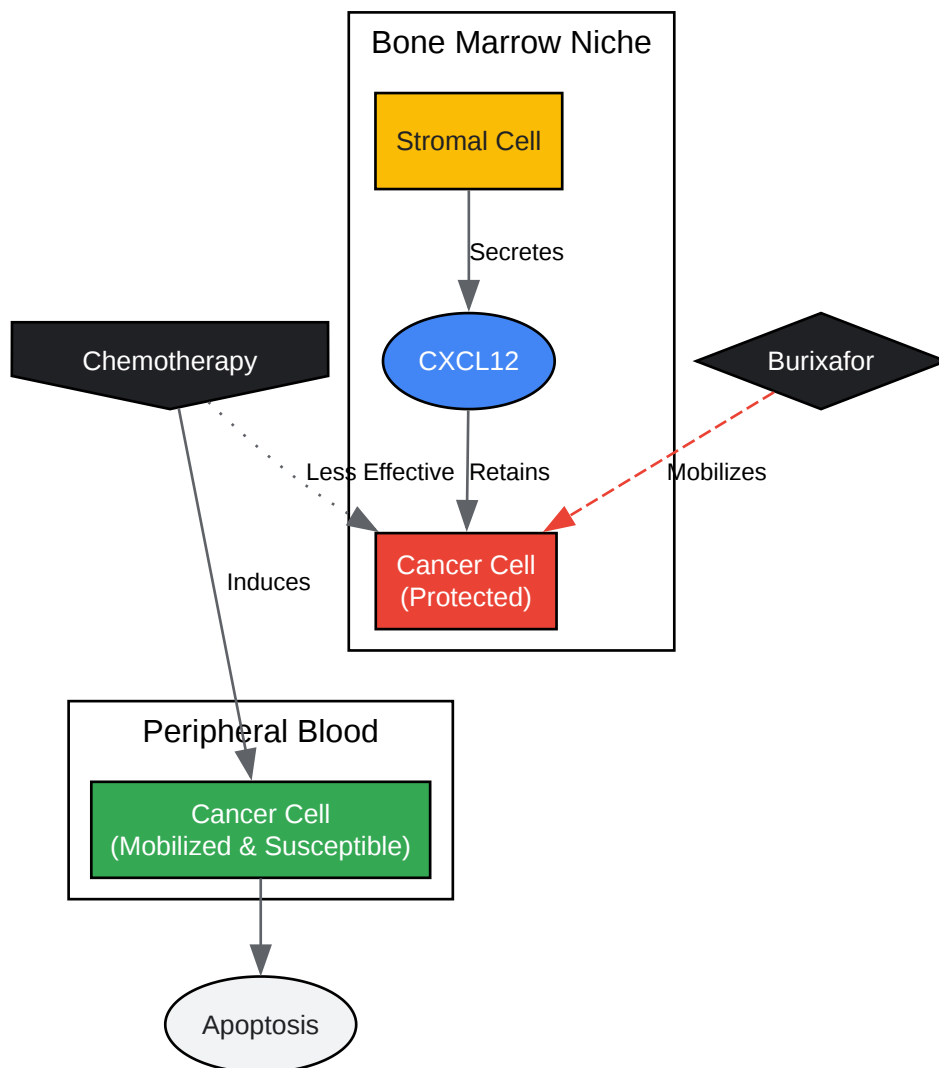 Bone Marrow Niche
Stromal Cell
Secretes
Chemotherapy
CXCL12
Burixafor
Less Effective
Retains
Mobilizes
Cancer Cell
(Protected)
Induces
Peripheral Blood
Cancer Cell
(Mobilized & Susceptible)
Apoptosis